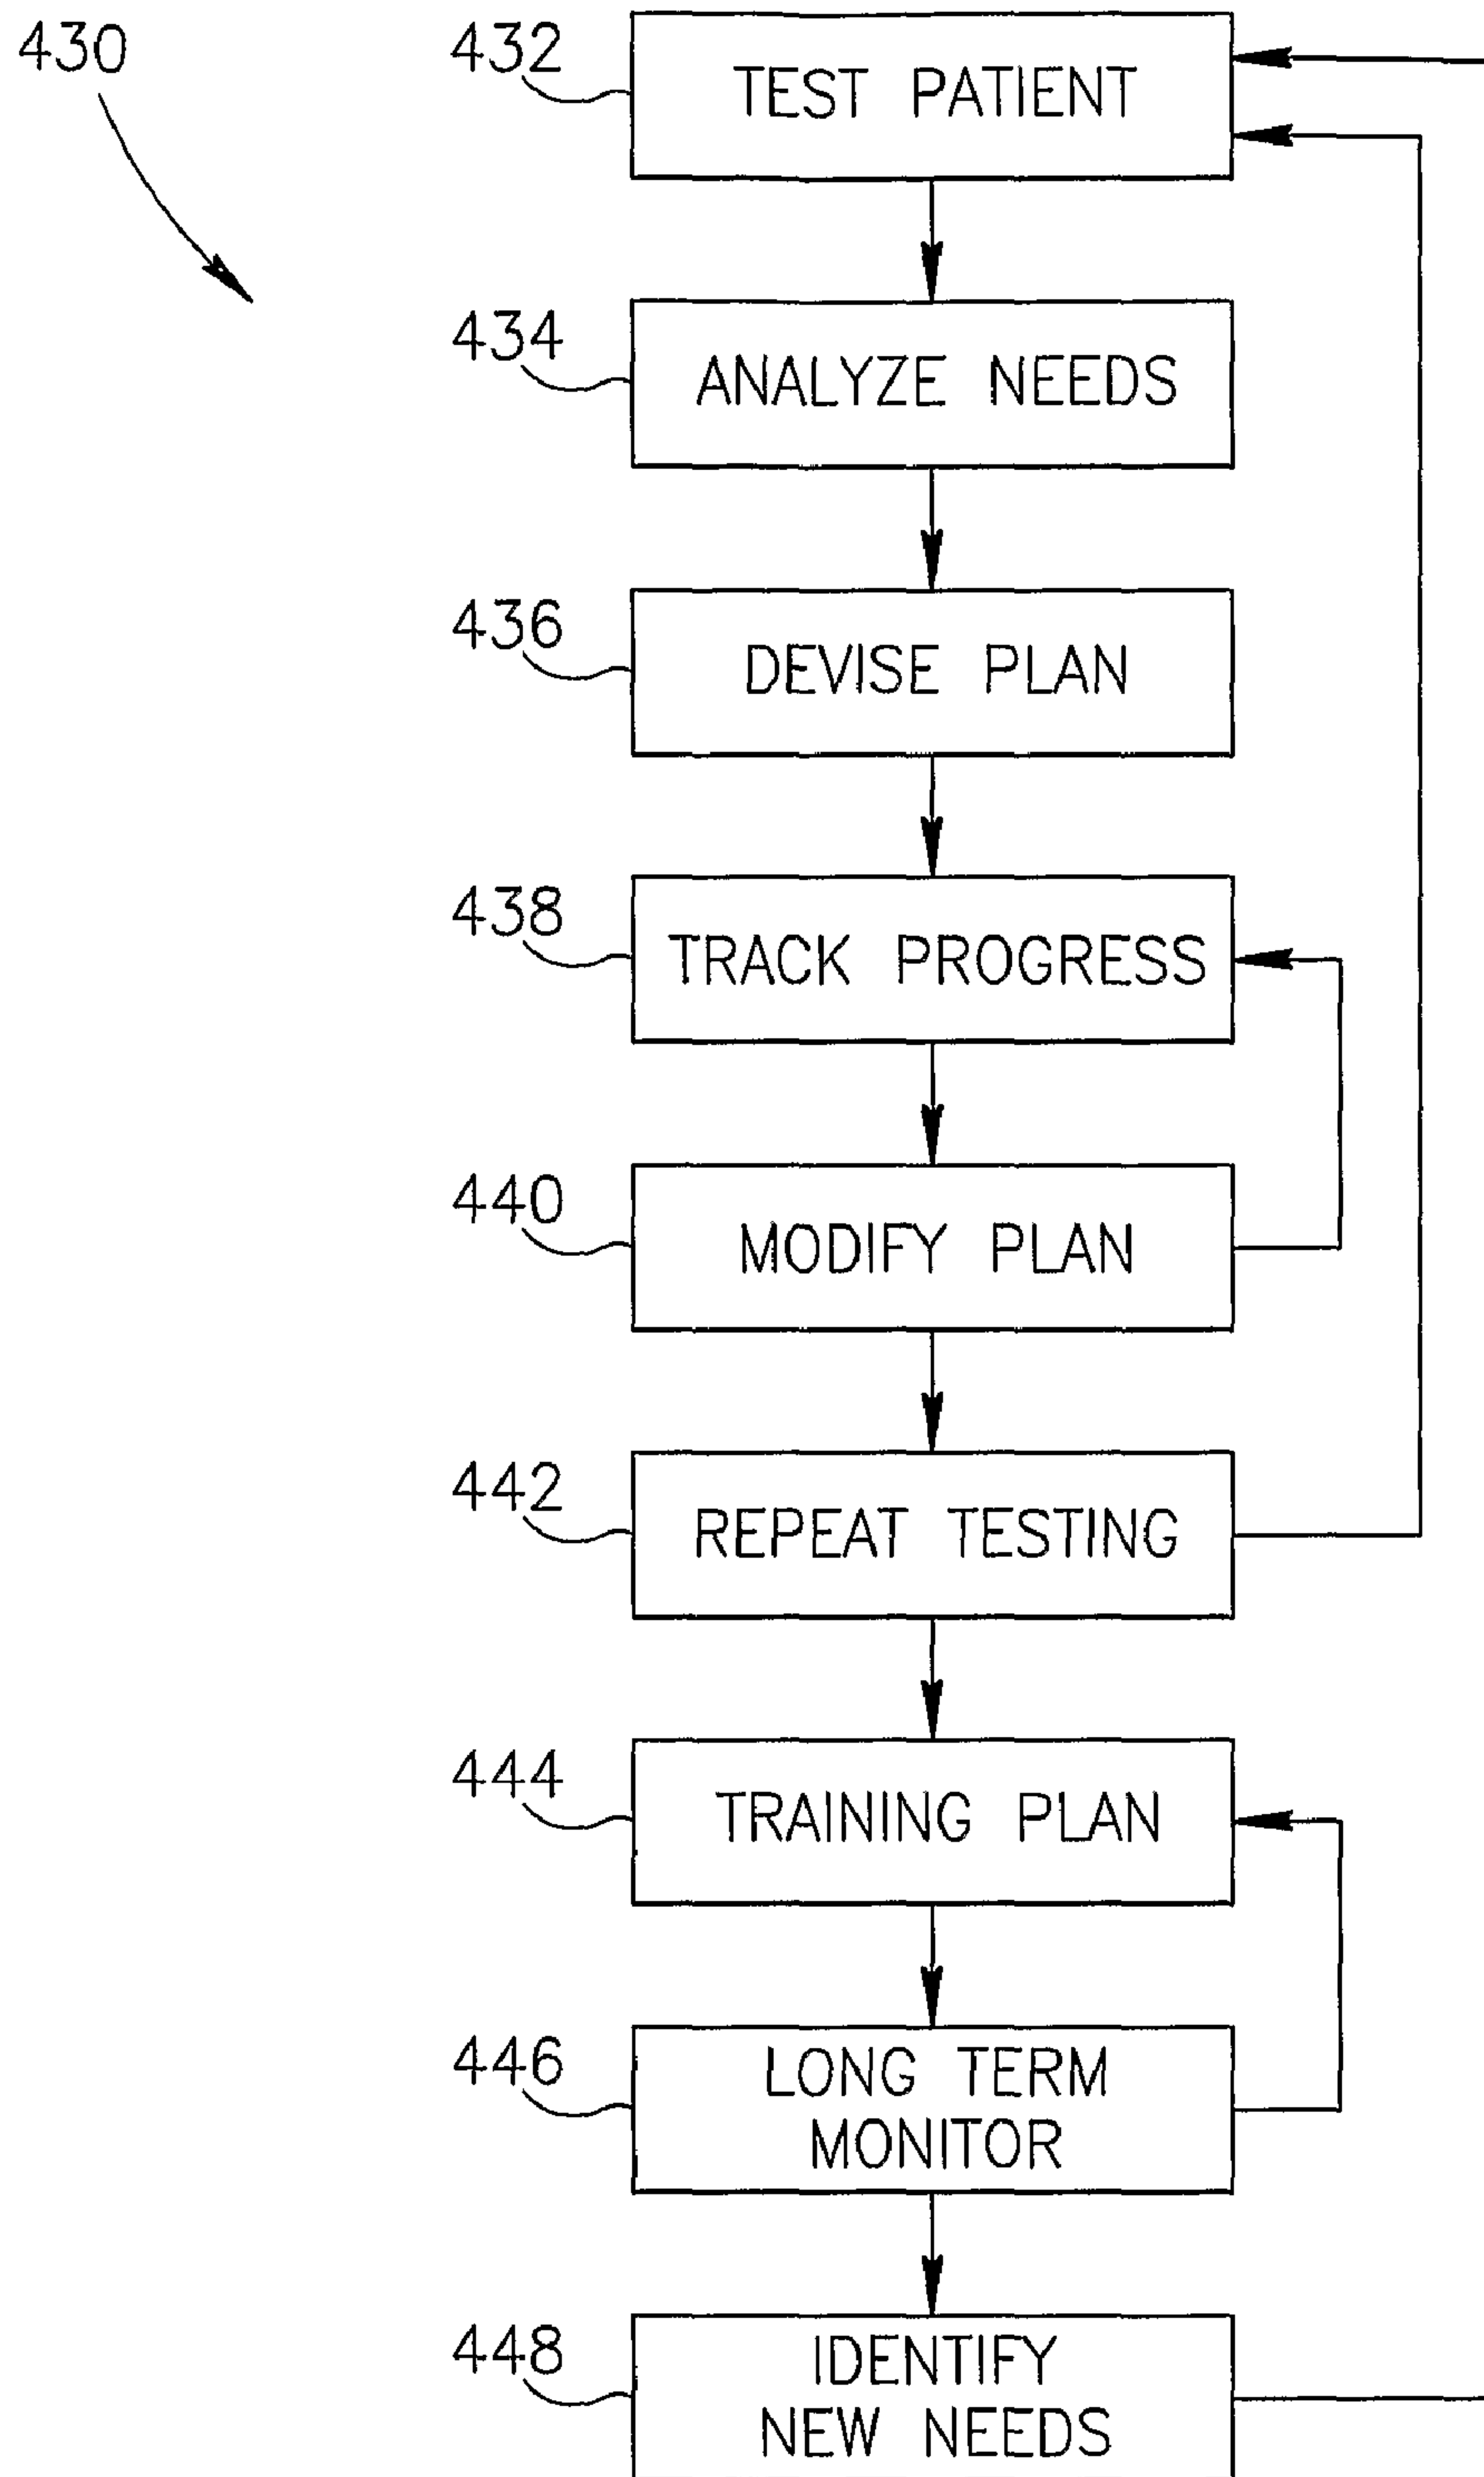 430
432
TEST PATIENT
434
ANALYZE NEEDS
436
DEVISE PLAN
438
TRACK PROGRESS
440
MODIFY PLAN
442
REPEAT TESTING
444
TRAINING PLAN
446
LONG TERM
MONITOR
448
IDENTIFY
NEW NEEDS